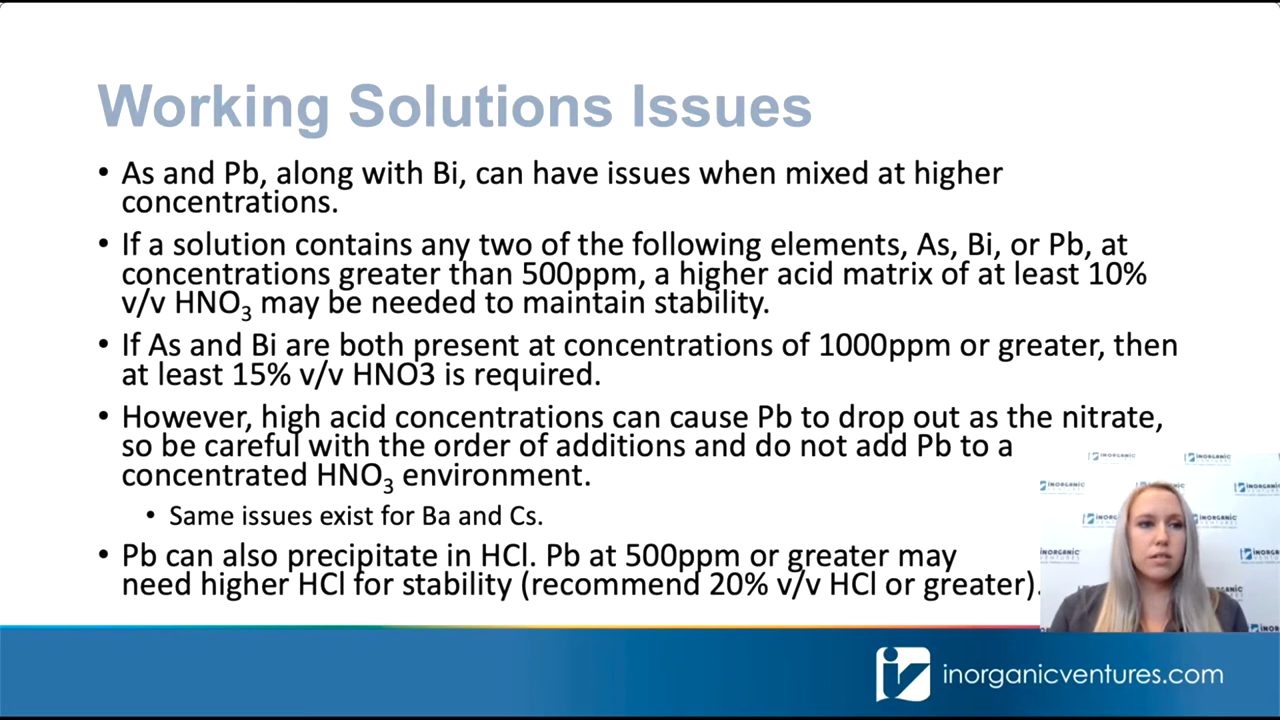 Working Solutions Issues
• As and Pb, along with Bi, can have issues when mixed at higher
concentrations.
• If a solution contains any two of the following elements, As, Bi, or Pb, at
concentrations greater than 500ppm, a higher acid matrix of at least 10%
v/v HNO₃ may be needed to maintain stability.
• If As and Bi are both present at concentrations of 1000ppm or greater, then
at least 15% v/v HNO3 is required.
• However, high acid concentrations can cause Pb to drop out as the nitrate,
so be careful with the order of additions and do not add Pb to a
concentrated HNO₃ environment.
• Same issues exist for Ba and Cs.
• Pb can also precipitate in HCl. Pb at 500ppm or greater may
need higher HCl for stability (recommend 20% v/v HCl or greater).
inorganicventures.com